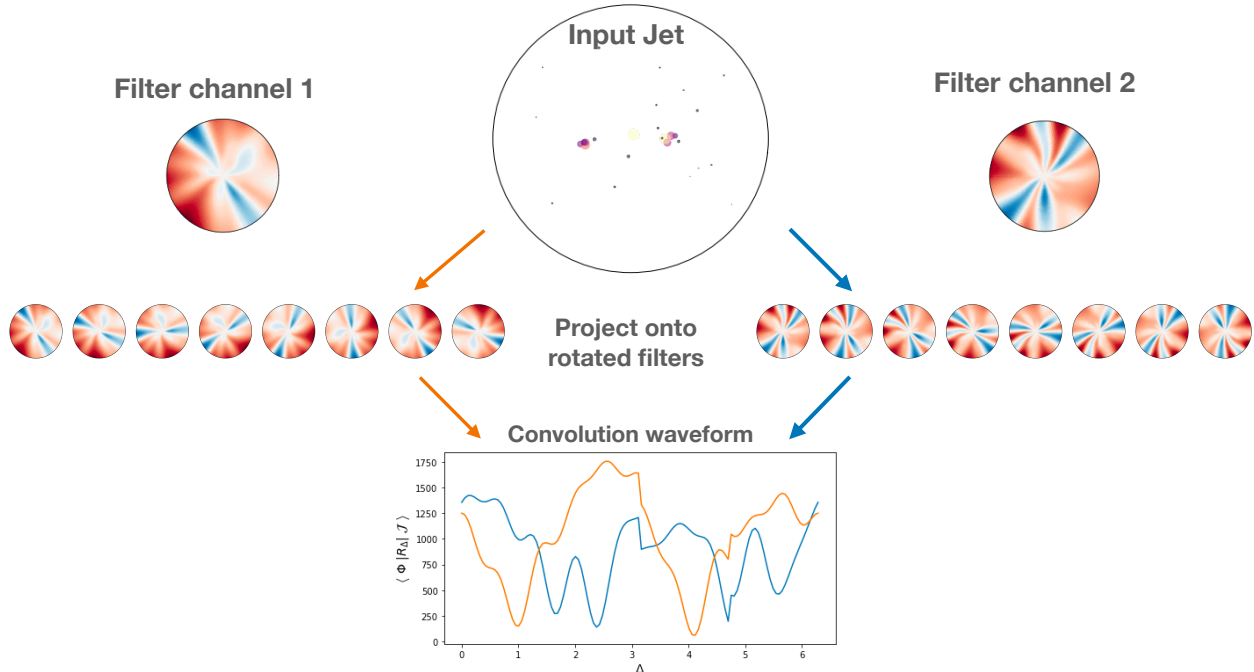 Input Jet
Filter channel 1
Filter channel 2
Project onto
rotated filters
Convolution waveform
⟨ Φ |R_Δ| 𝒥 ⟩
1750
1500
1250
1000
750
500
250
0
0 1 2 3 4 5 6
Δ